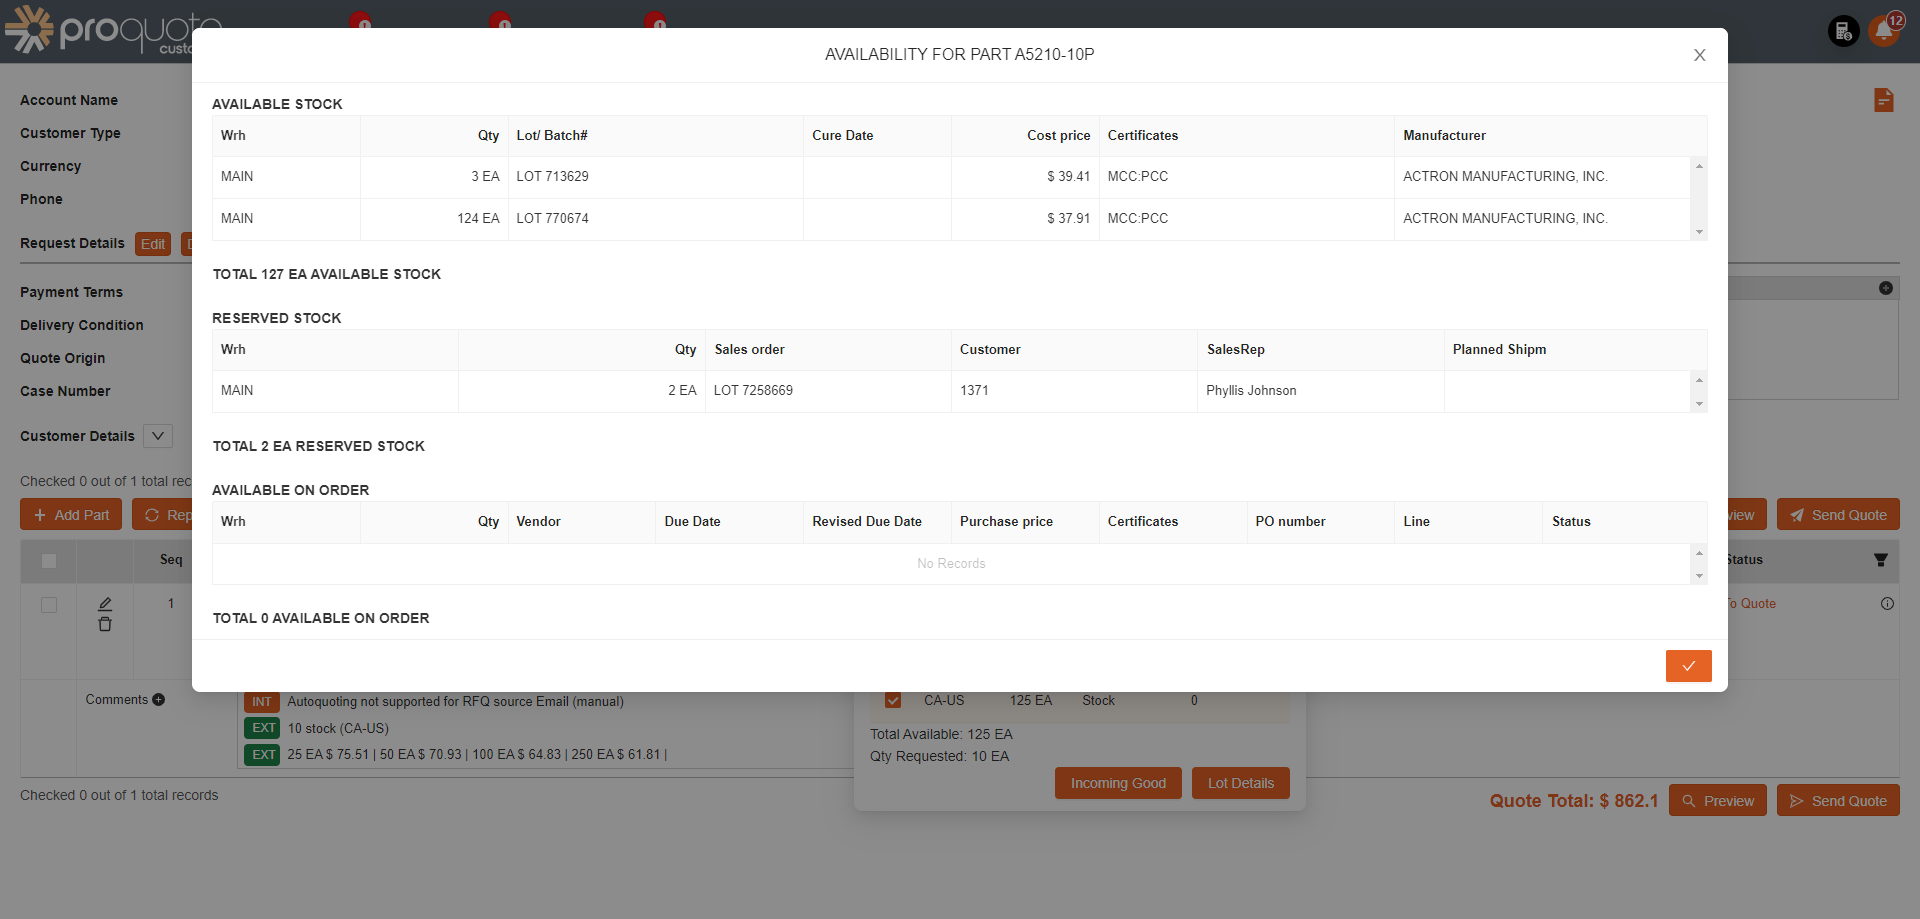 proquote
12
AVAILABILITY FOR PART A5210-10P
Account Name
Customer Type
Currency
Phone
Request Details Edit
Payment Terms
Delivery Condition
Quote Origin
Case Number
Customer Details
Checked 0 out of 1 total
Add Part
AVAILABLE STOCK
Wrh Qty Lot/ Batch# Cure Date Cost price Certificates Manufacturer
MAIN 3 EA LOT 713629 $ 39.41 MCC:PCC ACTRON MANUFACTURING, INC.
MAIN 124 EA LOT 770674 $ 37.91 MCC:PCC ACTRON MANUFACTURING, INC.
TOTAL 127 EA AVAILABLE STOCK
RESERVED STOCK
Wrh Qty Sales order Customer SalesRep Planned Shipm
MAIN 2 EA LOT 7258669 1371 Phyllis Johnson
TOTAL 2 EA RESERVED STOCK
AVAILABLE ON ORDER
Wrh Qty Vendor Due Date Revised Due Date Purchase price Certificates PO number Line Status
No Records
TOTAL 0 AVAILABLE ON ORDER
Send Quote
Seq Status
1 To Quote
Comments
INT Autoquoting not supported for RFQ source Email (manual)
EXT 10 stock (CA-US)
EXT 25 EA $ 75.51 | 50 EA $ 70.93 | 100 EA $ 64.83 | 250 EA $ 61.81 |
CA-US 125 EA Stock 0
Total Available: 125 EA
Qty Requested: 10 EA
Incoming Good Lot Details
Checked 0 out of 1 total records
Quote Total: $ 862.1 Preview Send Quote